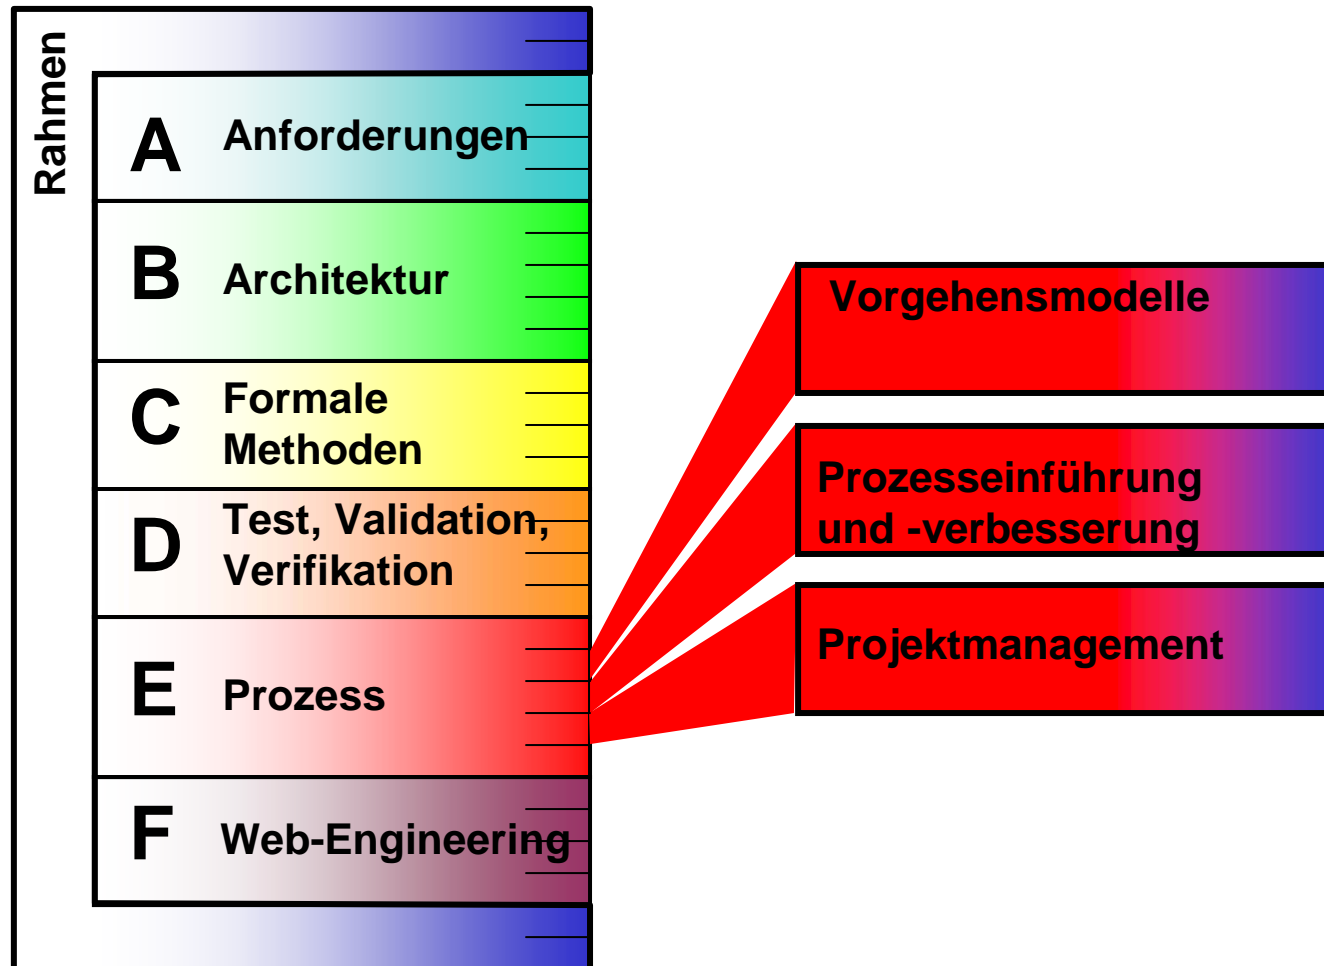 Rahmen
A
Anforderungen
B
Architektur
C
Formale
Methoden
D
Test, Validation,
Verifikation
E
Prozess
F
Web-Engineering
Vorgehensmodelle
Prozesseinführung
und -verbesserung
Projektmanagement